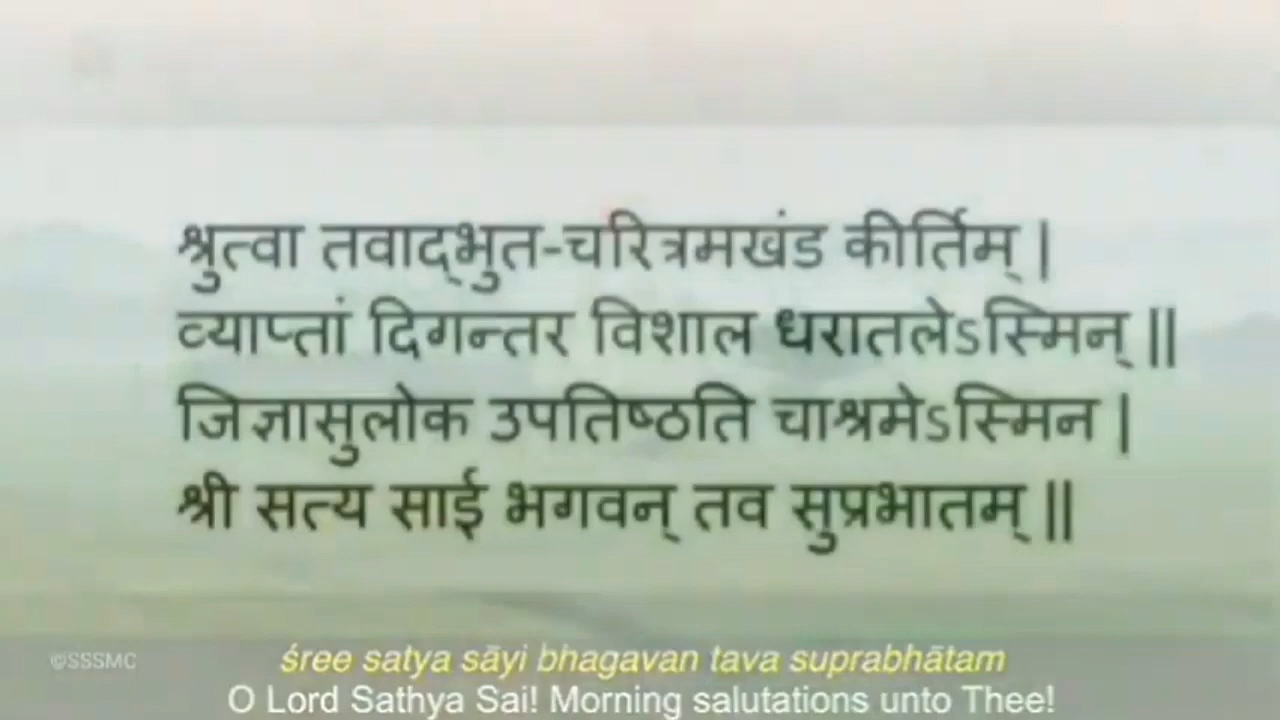 श्रुत्वा तवाद्‌भुत-चरित्रमखंड कीर्तिम् |
व्याप्तां दिगन्तर विशाल धरातलेऽस्मिन् ||
जिज्ञासुलोक उपतिष्ठति चाश्रमेऽस्मिन |
श्री सत्य साई भगवन् तव सुप्रभातम् ||
©SSSMC
śree satya sāyi bhagavan tava suprabhātam
O Lord Sathya Sai! Morning salutations unto Thee!